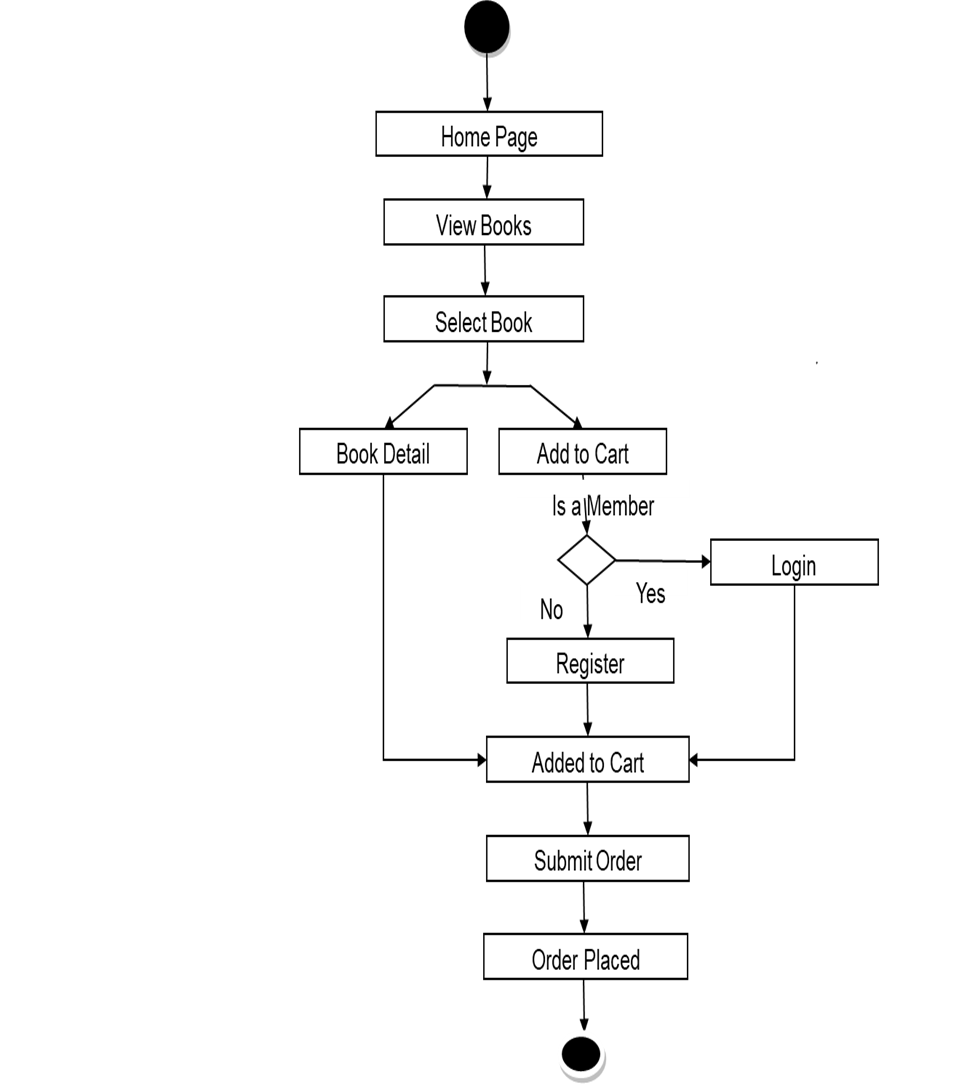 Home Page
View Books
Select Book
Book Detail
Add to Cart
Is a Member
Login
Yes
No
Register
Added to Cart
Submit Order
Order Placed